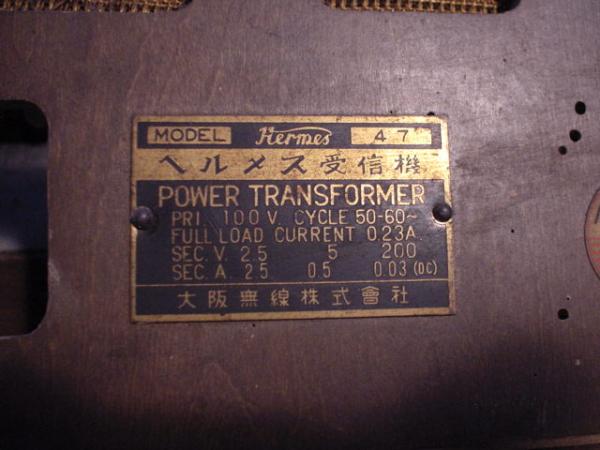 MODEL Hermes 47
ヘルメス受信機
POWER TRANSFORMER
PRI. 100V. CYCLE 50-60~
FULL LOAD CURRENT 0.23A.
SEC. V. 2.5 5 200
SEC. A. 2.5 0.5 0.03 (DC)
大阪無線株式會社